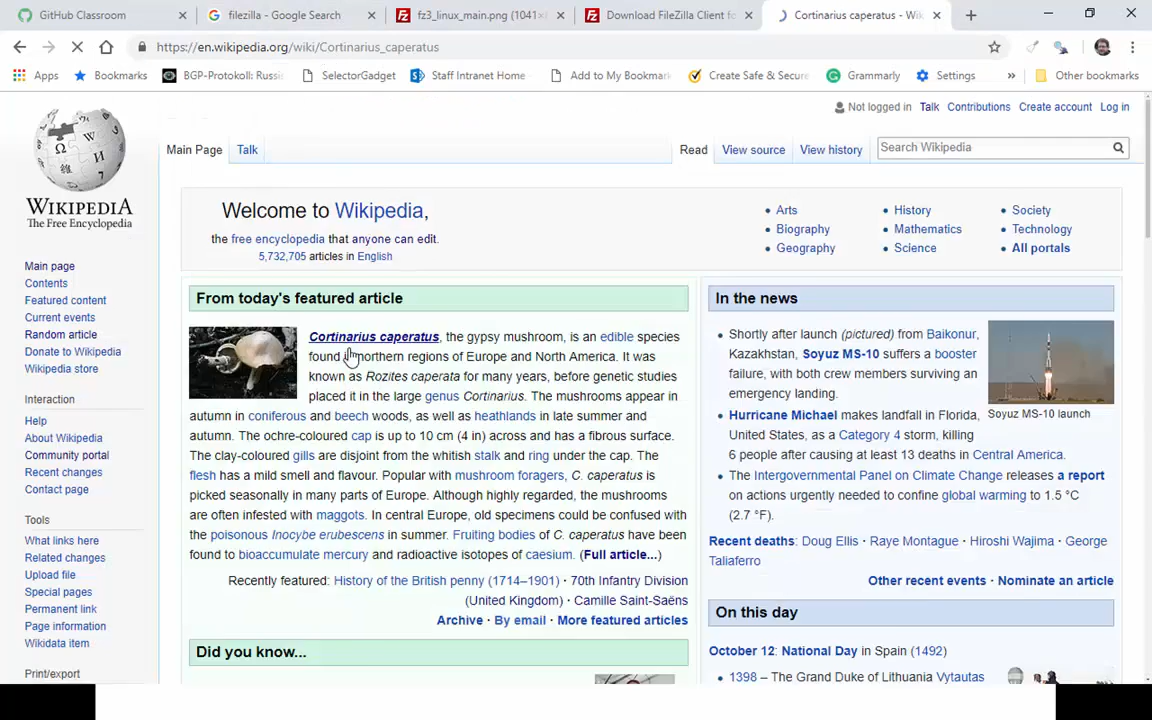 GitHub Classroom
filezilla - Google Search
fz3_linux_main.png (1041×
Download FileZilla Client for
Cortinarius caperatus - Wik
https://en.wikipedia.org/wiki/Cortinarius_caperatus
Apps
Bookmarks
BGP-Protokoll: Russi
SelectorGadget
Staff Intranet Home
Add to My Bookmark
Create Safe & Secure
Grammarly
Settings
»
Other bookmarks
Not logged in Talk Contributions Create account Log in
Main Page Talk
Read View source View history
Search Wikipedia
WIKIPEDIA
The Free Encyclopedia
Main page
Contents
Featured content
Current events
Random article
Donate to Wikipedia
Wikipedia store
Interaction
Help
About Wikipedia
Community portal
Recent changes
Contact page
Tools
What links here
Related changes
Upload file
Special pages
Permanent link
Page information
Wikidata item
Print/export
Welcome to Wikipedia,
the free encyclopedia that anyone can edit.
5,732,705 articles in English
• Arts
• Biography
• Geography
• History
• Mathematics
• Science
• Society
• Technology
• All portals
From today's featured article
Cortinarius caperatus, the gypsy mushroom, is an edible species
found northern regions of Europe and North America. It was
known as Rozites caperata for many years, before genetic studies
placed it in the large genus Cortinarius. The mushrooms appear in
autumn in coniferous and beech woods, as well as heathlands in late summer and
autumn. The ochre-coloured cap is up to 10 cm (4 in) across and has a fibrous surface.
The clay-coloured gills are disjoint from the whitish stalk and ring under the cap. The
flesh has a mild smell and flavour. Popular with mushroom foragers, C. caperatus is
picked seasonally in many parts of Europe. Although highly regarded, the mushrooms
are often infested with maggots. In central Europe, old specimens could be confused with
the poisonous Inocybe erubescens in summer. Fruiting bodies of C. caperatus have been
found to bioaccumulate mercury and radioactive isotopes of caesium. (Full article...)
Recently featured: History of the British penny (1714–1901) · 70th Infantry Division
(United Kingdom) · Camille Saint-Saëns
Archive · By email · More featured articles
Did you know...
In the news
• Shortly after launch (pictured) from Baikonur,
Kazakhstan, Soyuz MS-10 suffers a booster
failure, with both crew members surviving an
emergency landing.
Soyuz MS-10 launch
• Hurricane Michael makes landfall in Florida,
United States, as a Category 4 storm, killing
6 people after causing at least 13 deaths in Central America.
• The Intergovernmental Panel on Climate Change releases a report
on actions urgently needed to confine global warming to 1.5 °C
(2.7 °F).
Recent deaths: Doug Ellis · Raye Montague · Hiroshi Wajima · George
Taliaferro
Other recent events · Nominate an article
On this day
October 12: National Day in Spain (1492)
• 1398 – The Grand Duke of Lithuania Vytautas